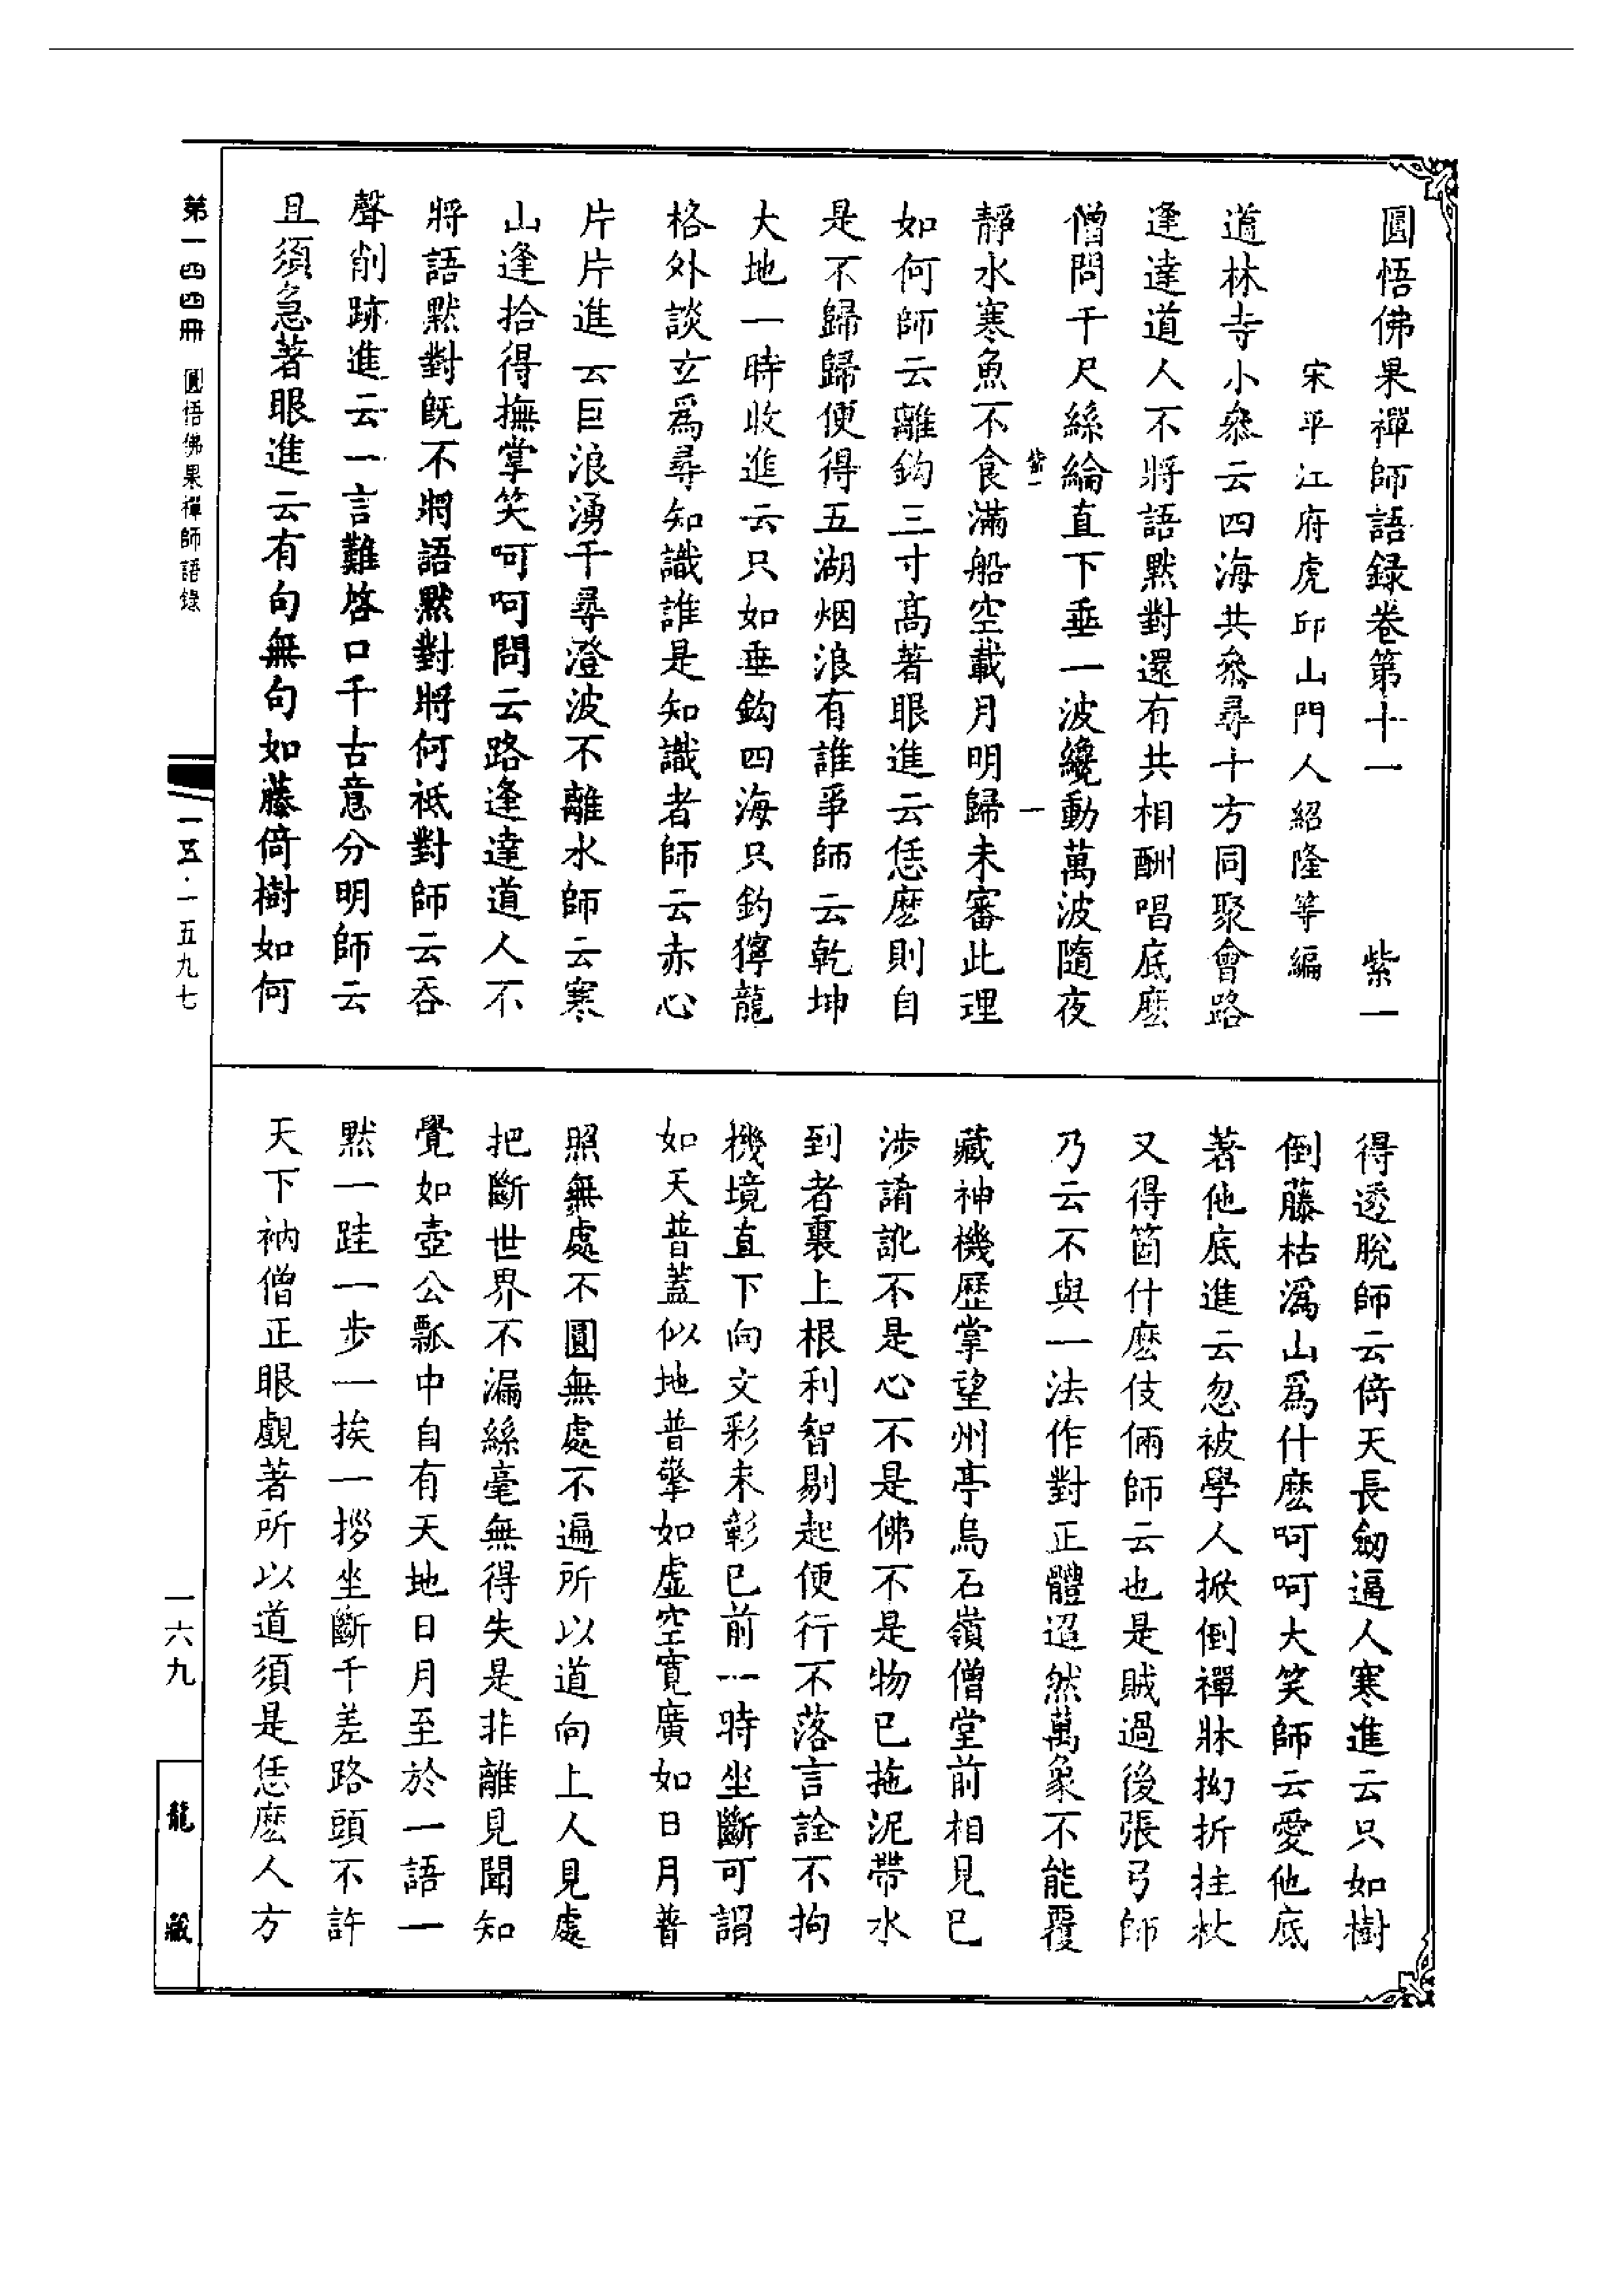 圓悟佛果禪師語録卷第十一　紫一
宋平江府虎邱山門人紹隆等編
道林寺小叅云四海共叅尋十方同聚會路
逢達道人不將語黙對還有共相酬唱底麽
僧問千尺絲綸直下垂一波纔動萬波隨夜
紫一　一
靜水寒魚不食滿船空載月明歸未審此理
如何師云離鈎三寸高著眼進云恁麽則自
是不歸歸便得五湖烟浪有誰爭師云乾坤
大地一時收進云只如垂鈎四海只釣獰龍
格外談玄爲尋知識誰是知識者師云赤心
片片進云巨浪湧千尋澄波不離水師云寒
山逢拾得撫掌笑呵呵問云路逢達道人不
將語黙對旣不將語黙對將何祇對師云吞
聲削跡進云一言難啓口千古意分明師云
且須急著眼進云有句無句如藤倚樹如何
得透脫師云倚天長劒逼人寒進云只如樹
倒藤枯潙山爲什麽呵呵大笑師云愛他底
著他底進云忽被學人掀倒禪牀拗折拄杖
又得箇什麽伎倆師云也是賊過後張弓師
乃云不與一法作對正體迢然萬象不能覆
藏神機歷掌望州亭烏石嶺僧堂前相見已
涉誵訛不是心不是佛不是物已拖泥帶水
到者裏上根利智剔起便行不落言詮不拘
機境直下向文彩未彰已前一時坐斷可謂
如天普蓋似地普擎如虛空寬廣如日月普
照無處不圓無處不遍所以道向上人見處
把斷世界不漏絲毫無得失是非離見聞知
覺如壺公瓢中自有天地日月至於一語一
黙一跬一步一挨一拶坐斷千差路頭不許
天下衲僧正眼覷著所以道須是恁麽人方
第一四四冊　圓悟佛果禪師語錄
一五·一五九七
一六九
龍藏